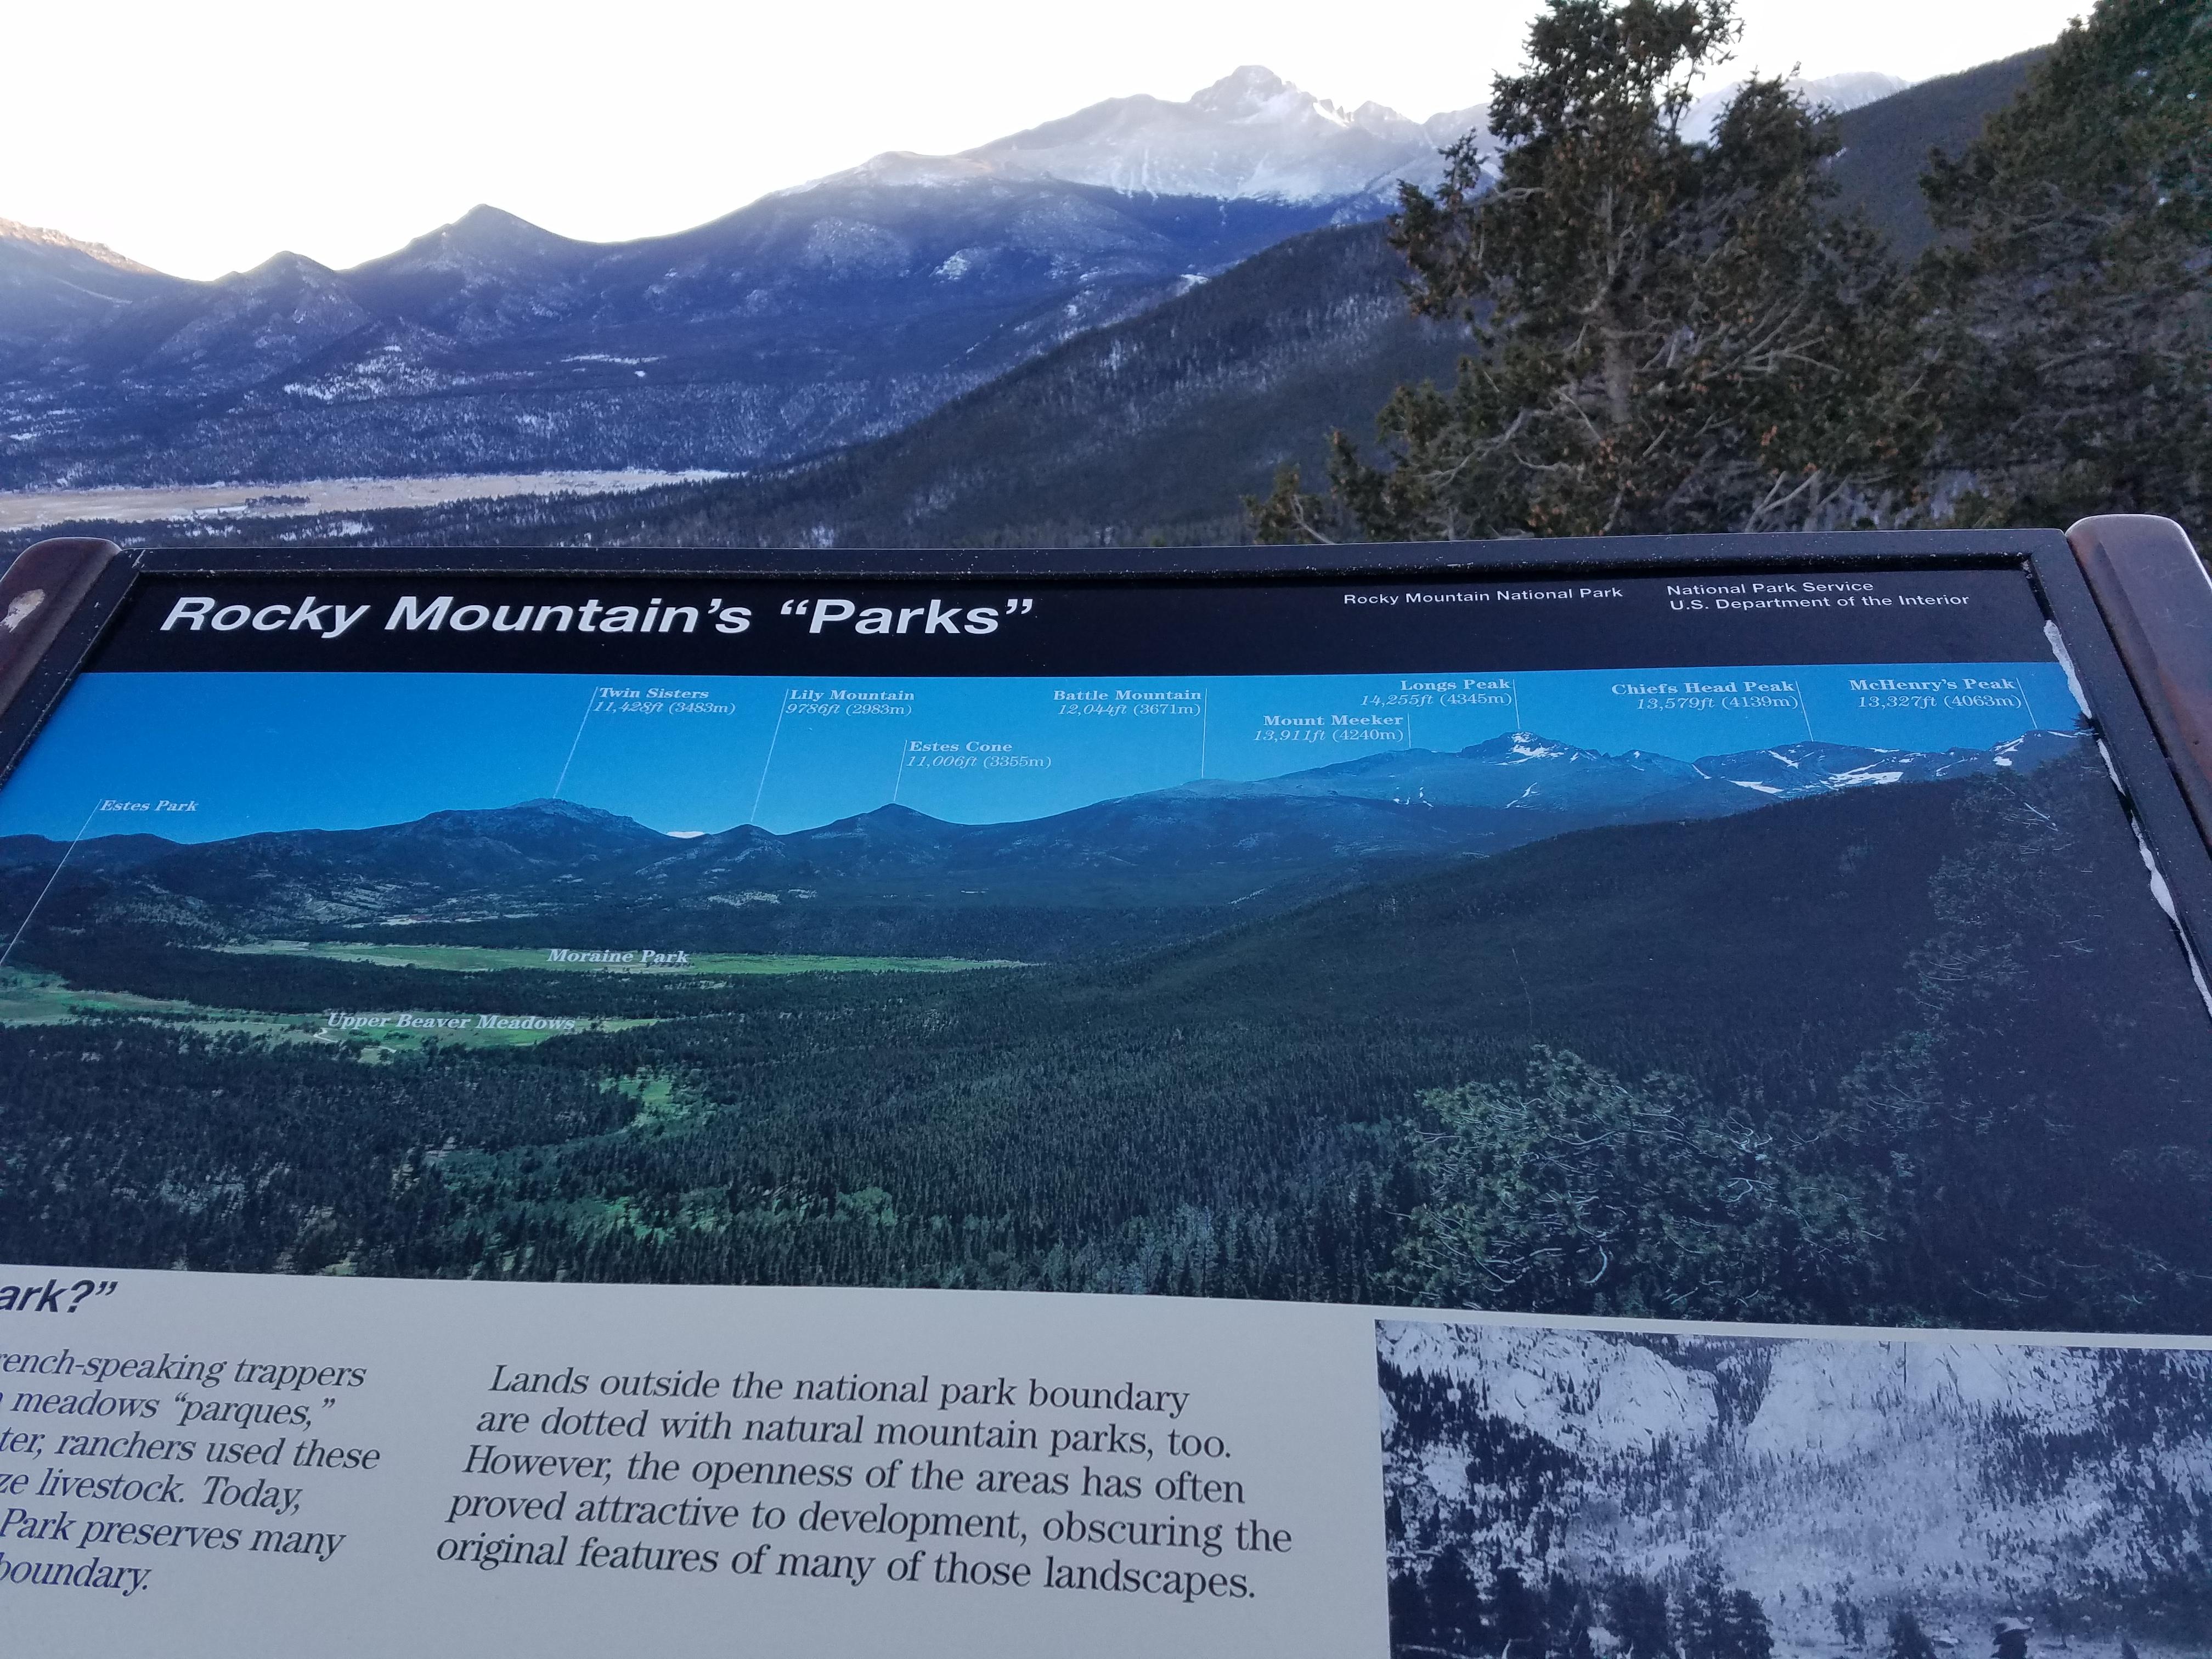 Rocky Mountain's "Parks"
Rocky Mountain National Park
National Park Service
U.S. Department of the Interior
Estes Park
Twin Sisters
11,428ft (3483m)
Lily Mountain
9786ft (2983m)
Estes Cone
11,006ft (3355m)
Battle Mountain
12,044ft (3671m)
Mount Meeker
13,911ft (4240m)
Longs Peak
14,255ft (4345m)
Chiefs Head Peak
13,579ft (4139m)
McHenry's Peak
13,327ft (4063m)
Moraine Park
Upper Beaver Meadows
ark?"
ench-speaking trappers
meadows "parques,"
ter, ranchers used these
ze livestock. Today,
Park preserves many
boundary.
Lands outside the national park boundary
are dotted with natural mountain parks, too.
However, the openness of the areas has often
proved attractive to development, obscuring the
original features of many of those landscapes.